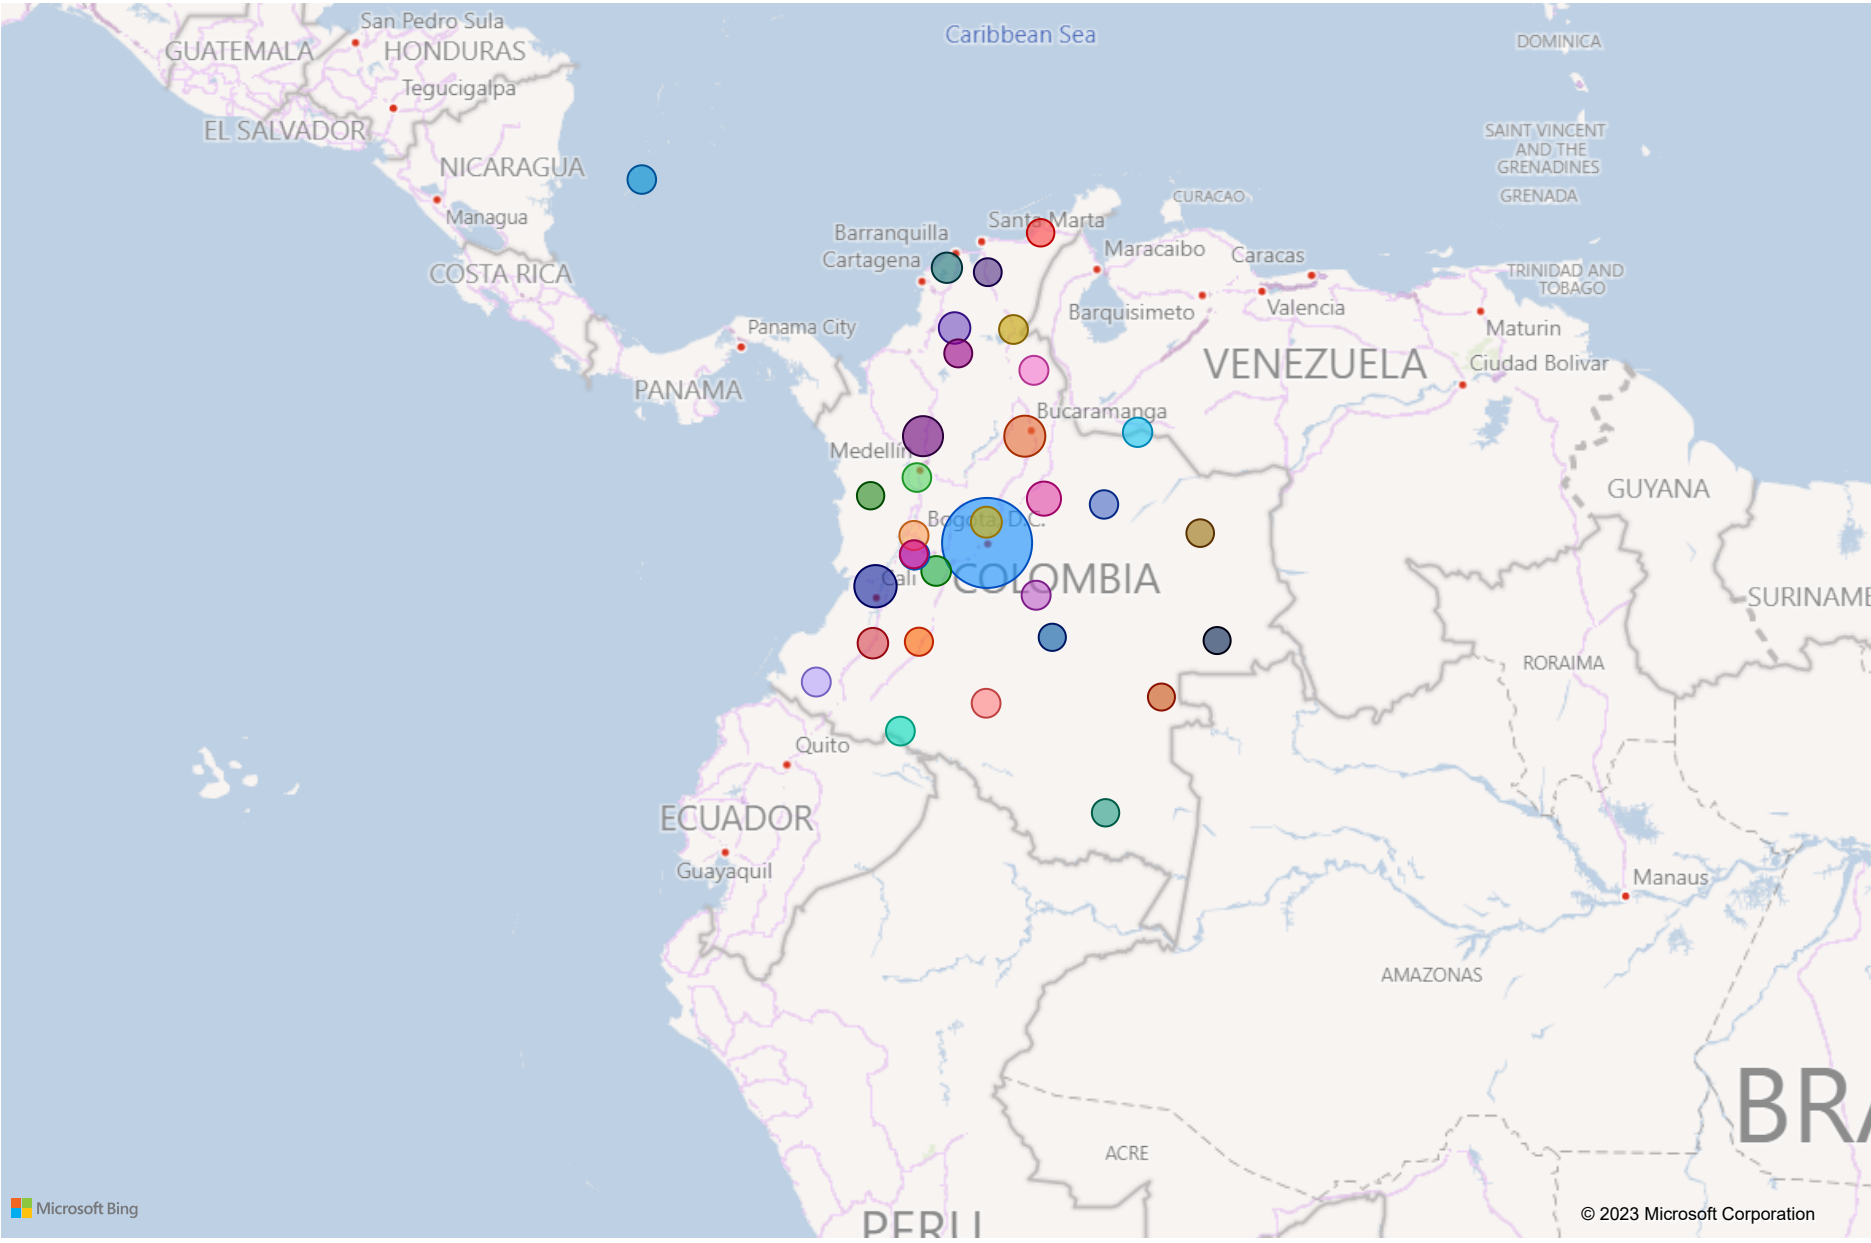 San Pedro Sula
Caribbean Sea
DOMINICA
GUATEMALA
HONDURAS
Tegucigalpa
EL SALVADOR
SAINT VINCENT
AND THE
GRENADINES
NICARAGUA
GRENADA
CURACAO
Managua
Santa Marta
Barranquilla
Maracaibo
Caracas
Cartagena
COSTA RICA
TRINIDAD AND
TOBAGO
Barquisimeto
Valencia
Panama City
Maturin
VENEZUELA
Ciudad Bolivar
PANAMA
Bucaramanga
Medellín
GUYANA
Bogota, D.C.
Cali
COLOMBIA
SURINAME
RORAIMA
Quito
ECUADOR
Guayaquil
Manaus
AMAZONAS
BRA
ACRE
Microsoft Bing
PERU
© 2023 Microsoft Corporation